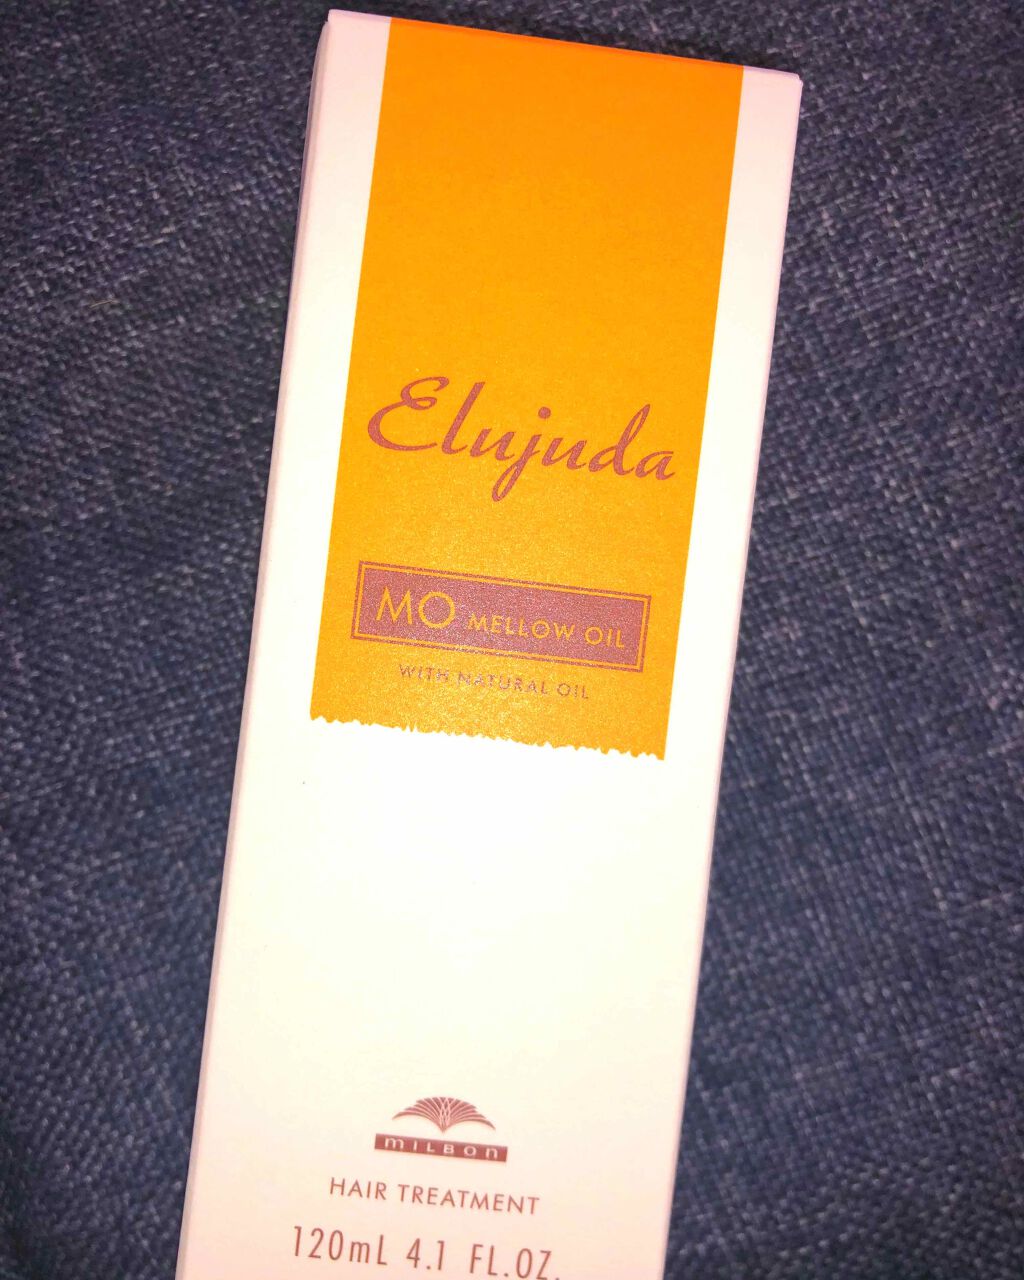 Elujuda
MO MELLOW OIL
WITH NATURAL OIL
MILBON
HAIR TREATMENT
120mL 4.1 FL.OZ.